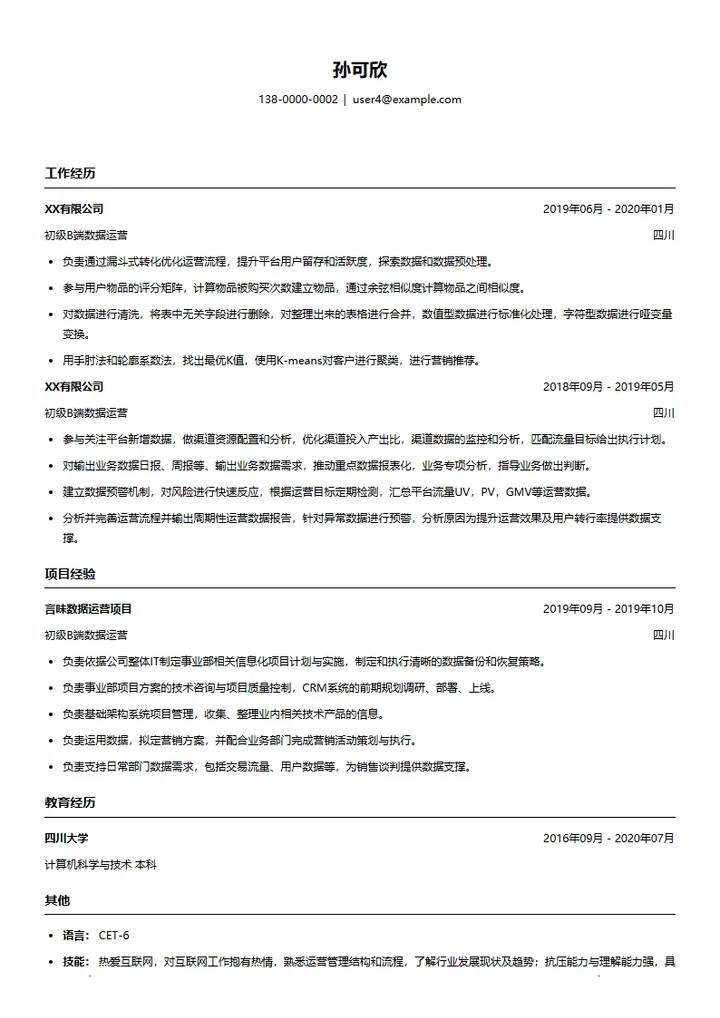 孙可欣
138-0000-0002 | user4@example.com
工作经历
XX有限公司 2019年06月 - 2020年01月
初级B端数据运营 四川
• 负责通过漏斗式转化优化运营流程，提升平台用户留存和活跃度，探索数据和数据预处理。
• 参与用户物品的评分矩阵，计算物品被购买次数建立物品，通过余弦相似度计算物品之间相似度。
• 对数据进行清洗，将表中无关字段进行删除，对整理出来的表格进行合并，数值型数据进行标准化处理，字符型数据进行哑变量
变换。
• 用手肘法和轮廓系数法，找出最优K值，使用K-means对客户进行聚类，进行营销推荐。
XX有限公司 2018年09月 - 2019年05月
初级B端数据运营 四川
• 参与关注平台新增数据，做渠道资源配置和分析，优化渠道投入产出比，渠道数据的监控和分析，匹配流量目标给出执行计划。
• 对输出业务数据日报、周报等、输出业务数据需求，推动重点数据报表化，业务专项分析，指导业务做出判断。
• 建立数据预警机制，对风险进行快速反应，根据运营目标定期检测，汇总平台流量UV，PV，GMV等运营数据。
• 分析并完善运营流程并输出周期性运营数据报告，针对异常数据进行预警，分析原因为提升运营效果及用户转行率提供数据支
撑。
项目经验
言味数据运营项目 2019年09月 - 2019年10月
初级B端数据运营 四川
• 负责依据公司整体IT制定事业部相关信息化项目计划与实施，制定和执行清晰的数据备份和恢复策略。
• 负责事业部项目方案的技术咨询与项目质量控制，CRM系统的前期规划调研、部署、上线。
• 负责基础架构系统项目管理，收集、整理业内相关技术产品的信息。
• 负责运用数据，拟定营销方案，并配合业务部门完成营销活动策划与执行。
• 负责支持日常部门数据需求，包括交易流量、用户数据等，为销售谈判提供数据支撑。
教育经历
四川大学 2016年09月 - 2020年07月
计算机科学与技术 本科
其他
• 语言： CET-6
• 技能： 热爱互联网，对互联网工作抱有热情，熟悉运营管理结构和流程，了解行业发展现状及趋势；抗压能力与理解能力强，具